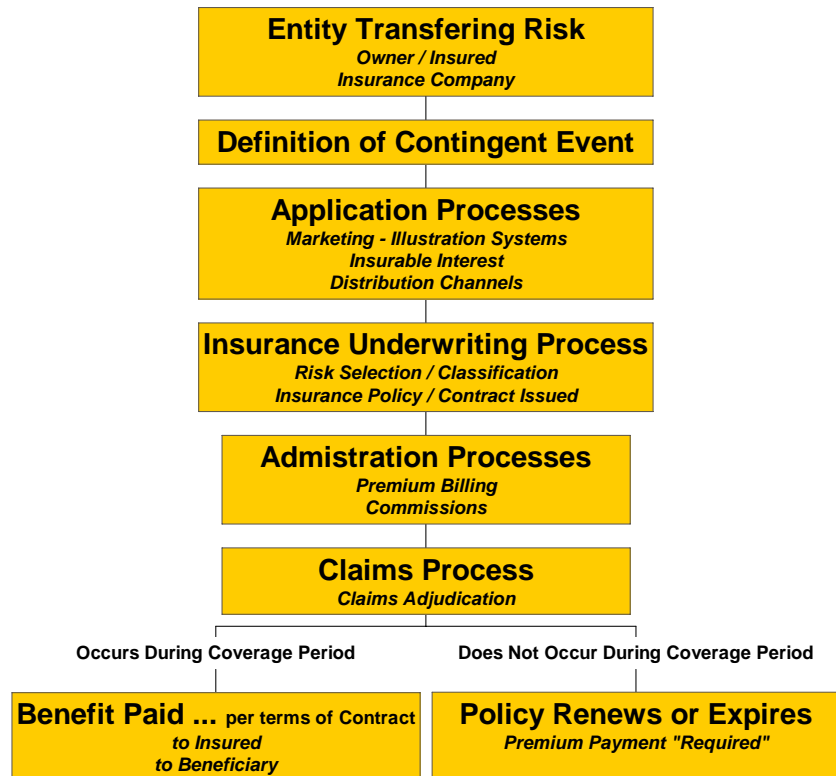 Entity Transfering Risk
Owner / Insured
Insurance Company
Definition of Contingent Event
Application Processes
Marketing - Illustration Systems
Insurable Interest
Distribution Channels
Insurance Underwriting Process
Risk Selection / Classification
Insurance Policy / Contract Issued
Admistration Processes
Premium Billing
Commissions
Claims Process
Claims Adjudication
Occurs During Coverage Period
Does Not Occur During Coverage Period
Benefit Paid ... per terms of Contract
to Insured
to Beneficiary
Policy Renews or Expires
Premium Payment "Required"